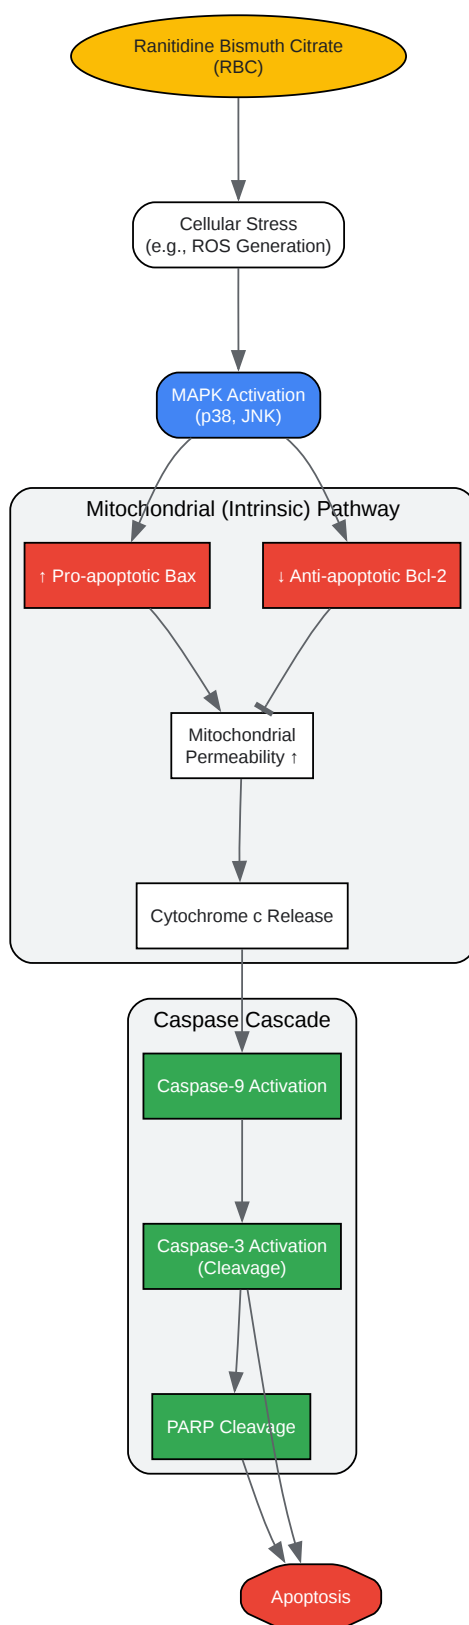 Ranitidine Bismuth Citrate
(RBC)
Cellular Stress
(e.g., ROS Generation)
MAPK Activation
(p38, JNK)
Mitochondrial (Intrinsic) Pathway
↑ Pro-apoptotic Bax
↓ Anti-apoptotic Bcl-2
Mitochondrial
Permeability ↑
Cytochrome c Release
Caspase Cascade
Caspase-9 Activation
Caspase-3 Activation
(Cleavage)
PARP Cleavage
Apoptosis